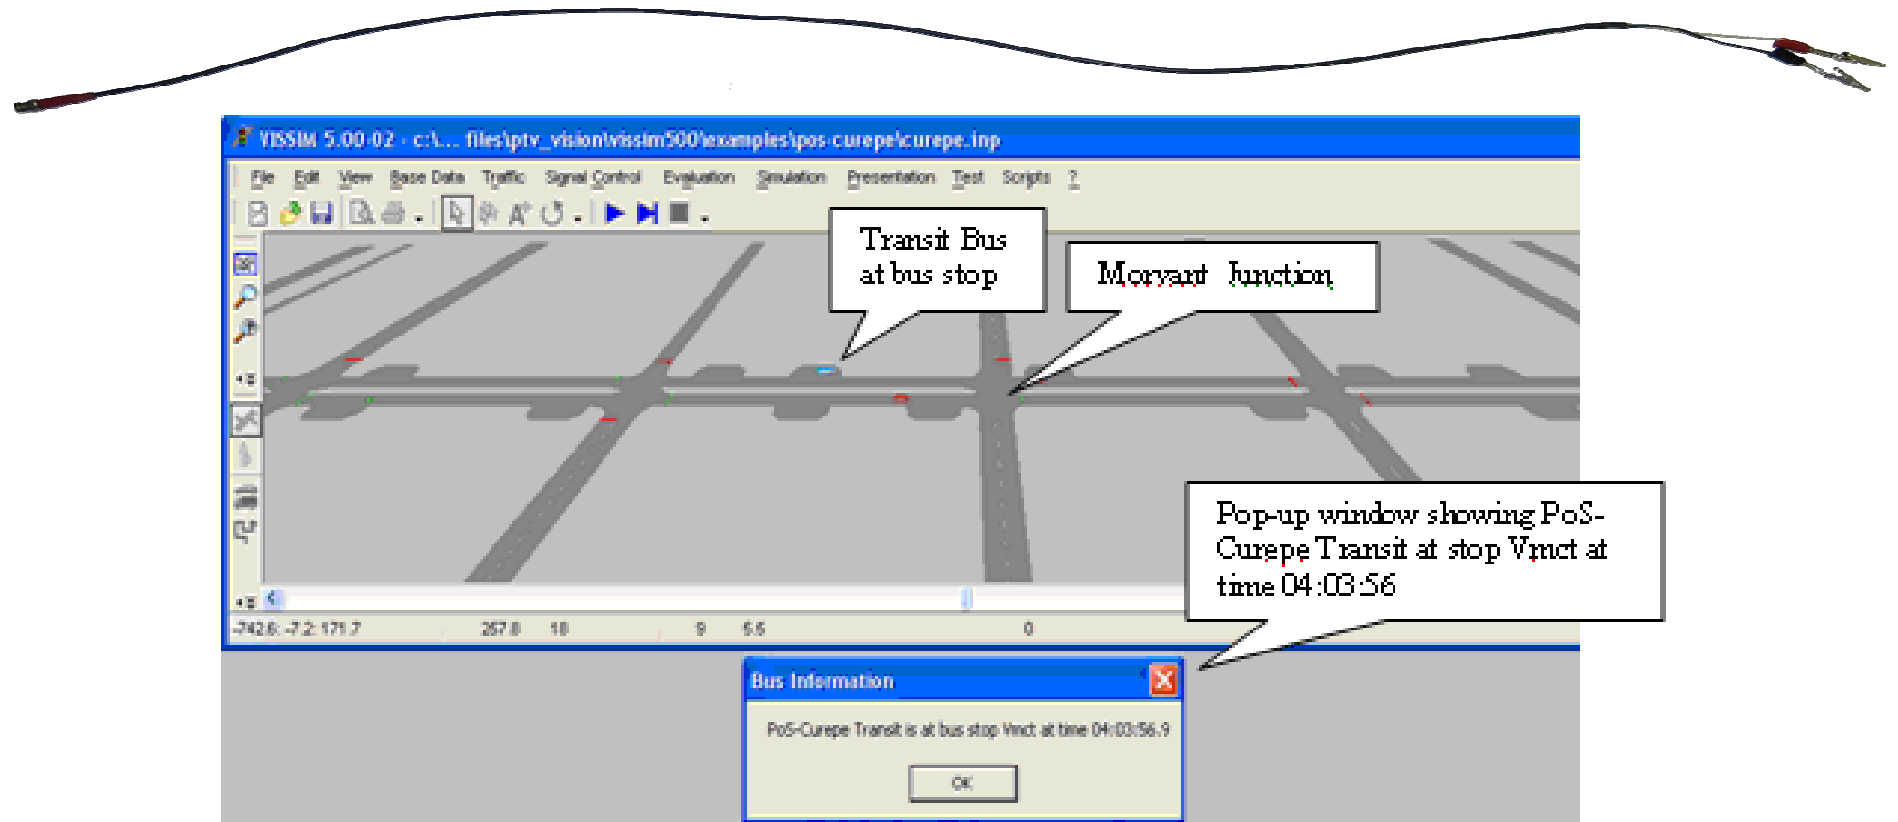 VISSIM 5.00-02 - c:\... files\ptv_vision\vissim500\examples\pos-curepe\curepe.inp
File Edit View Base Data Traffic Signal Control Evaluation Simulation Presentation Test Scripts ?
Transit Bus
at bus stop
Morvant Junction
Pop-up window showing PoS-
Curepe Transit at stop Vmct at
time 04:03:56
-742.6: -7.2: 171.7 257.8 18 9 6.6 0
Bus Information
PoS-Curepe Transit is at bus stop Vmct at time 04:03:56.9
OK